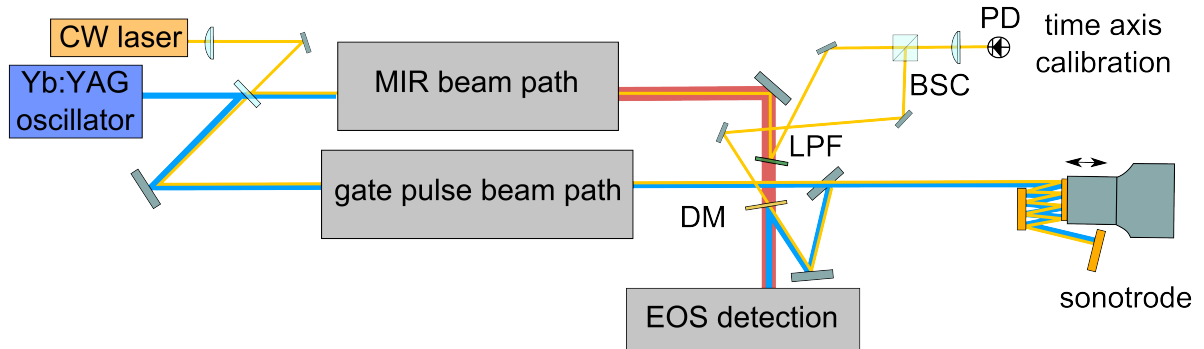 CW laser
Yb:YAG
oscillator
MIR beam path
gate pulse beam path
LPF
DM
BSC
PD
time axis
calibration
EOS detection
sonotrode